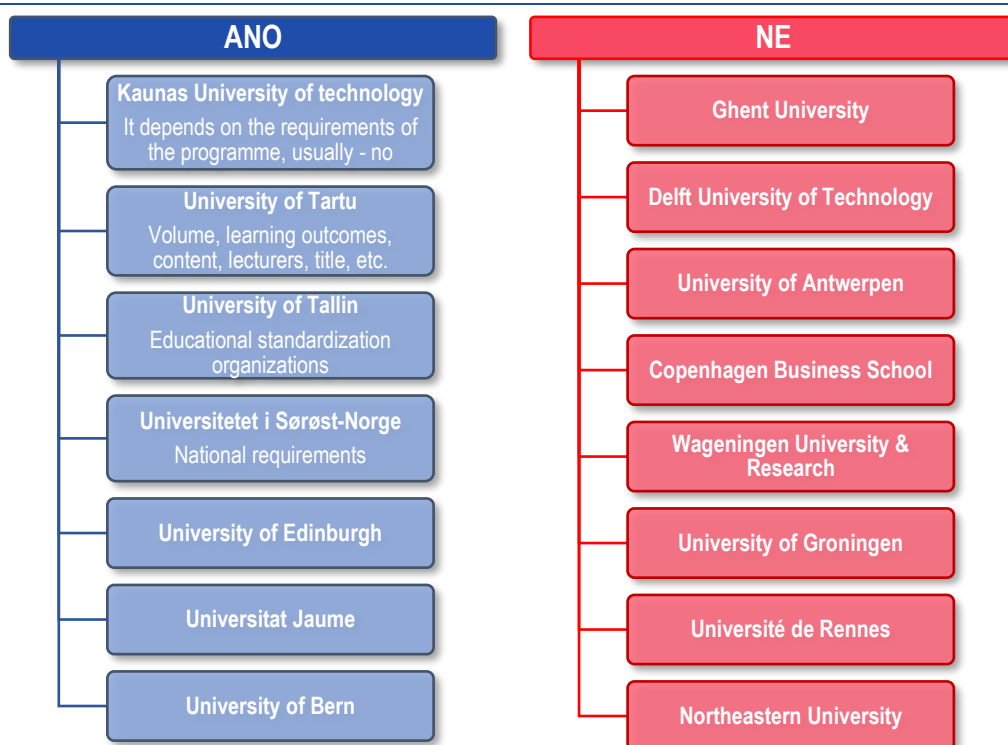 ANO
Kaunas University of technology
It depends on the requirements of
the programme, usually - no
University of Tartu
Volume, learning outcomes,
content, lecturers, title, etc.
University of Tallin
Educational standardization
organizations
Universitetet i Sørøst-Norge
National requirements
University of Edinburgh
Universitat Jaume
University of Bern
NE
Ghent University
Delft University of Technology
University of Antwerpen
Copenhagen Business School
Wageningen University &
Research
University of Groningen
Université de Rennes
Northeastern University